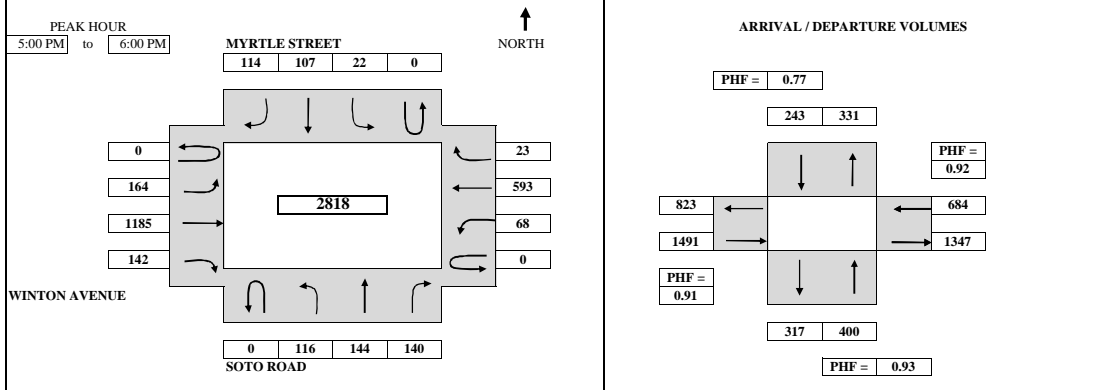 PEAK HOUR
5:00 PM to 6:00 PM
NORTH
MYRTLE STREET
114 107 22 0
0 23
164 593
2818
1185 68
142 0
WINTON AVENUE
0 116 144 140
SOTO ROAD
ARRIVAL / DEPARTURE VOLUMES
PHF = 0.77
243 331
PHF =
0.92
823 684
1491 1347
PHF =
0.91
317 400
PHF = 0.93